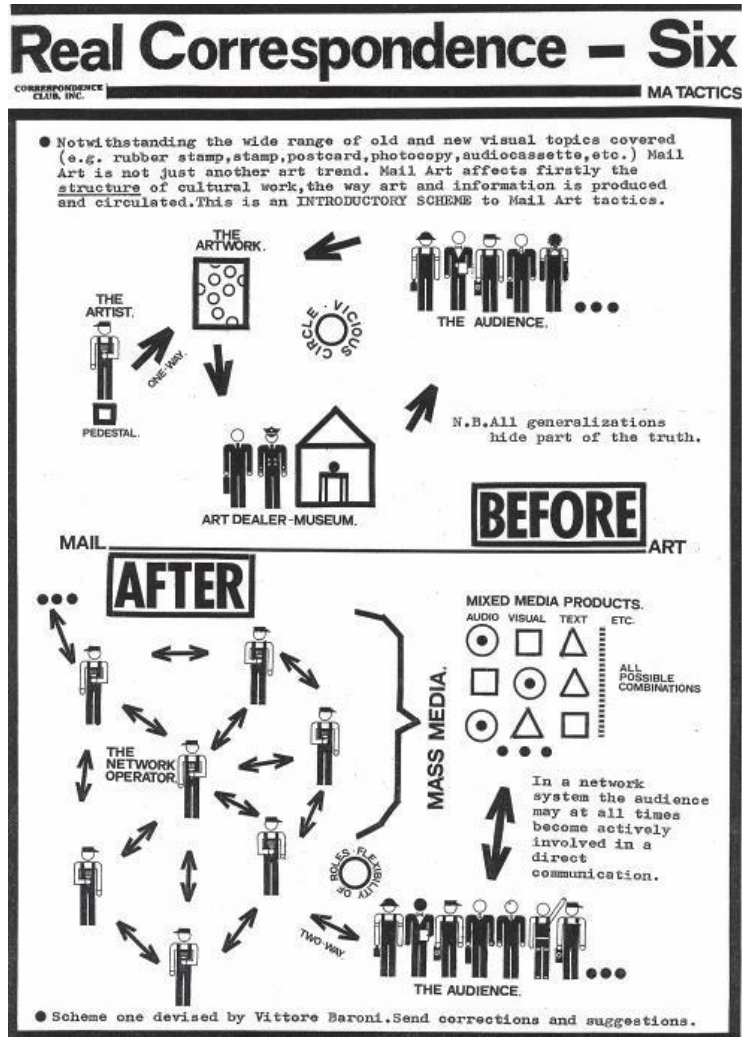 Real Correspondence – Six
CORRESPONDENCE
CLUB, INC.
MA TACTICS
● Notwithstanding the wide range of old and new visual topics covered
(e.g. rubber stamp,stamp,postcard,photocopy,audiocassette,etc.) Mail
Art is not just another art trend. Mail Art affects firstly the
structure of cultural work,the way art and information is produced
and circulated.This is an INTRODUCTORY SCHEME to Mail Art tactics.
THE
ARTWORK.
THE
ARTIST.
ONE-WAY.
PEDESTAL.
VICIOUS
CIRCLE ·
THE AUDIENCE.
N.B.All generalizations
hide part of the truth.
ART DEALER-MUSEUM.
BEFORE
MAIL
ART
AFTER
THE
NETWORK
OPERATOR.
MASS MEDIA.
MIXED MEDIA PRODUCTS.
AUDIO VISUAL TEXT ETC.
ALL
POSSIBLE
COMBINATIONS
In a network
system the audience
may at all times
become actively
involved in a
direct
communication.
FLEXIBILITY
OF ROLES ·
TWO-WAY.
THE AUDIENCE.
● Scheme one devised by Vittore Baroni.Send corrections and suggestions.